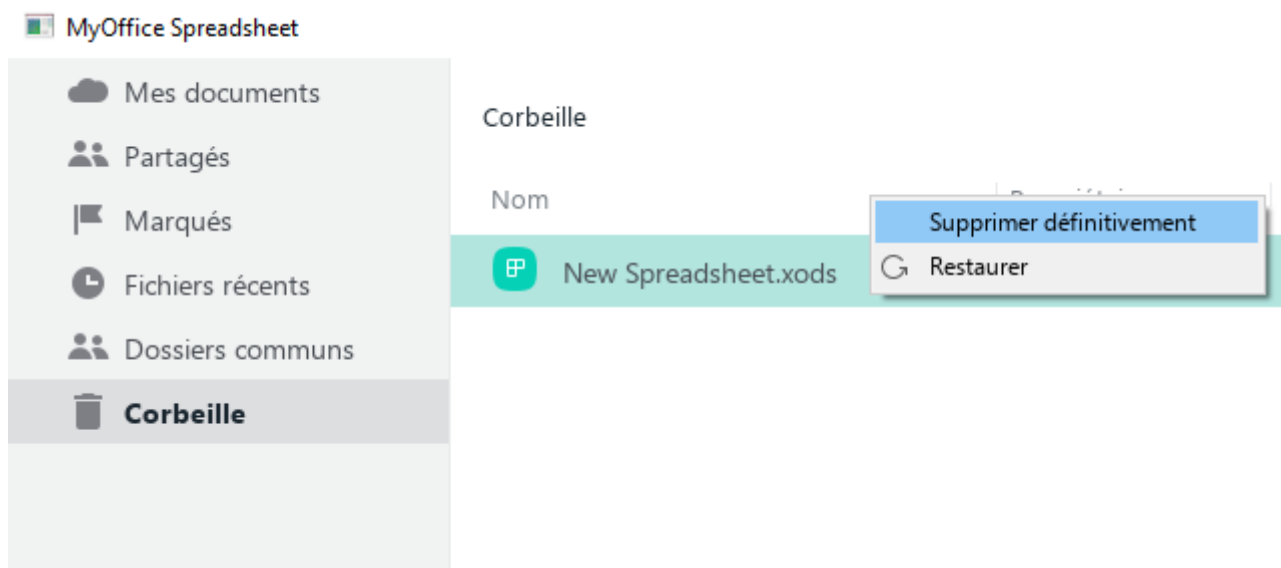 MyOffice Spreadsheet
Mes documents
Partagés
Marqués
Fichiers récents
Dossiers communs
Corbeille
Corbeille
Nom
New Spreadsheet.xods
Supprimer définitivement
Restaurer